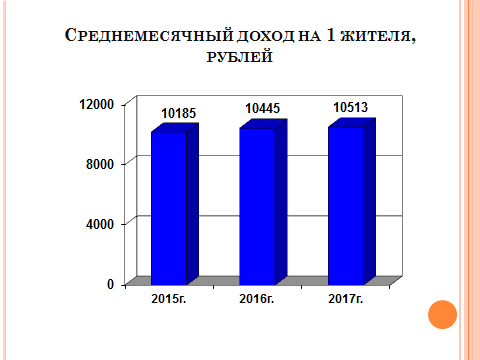 Среднемесячный доход на 1 жителя,
рублей
12000
10185
10445
10513
8000
4000
0
2015г.
2016г.
2017г.